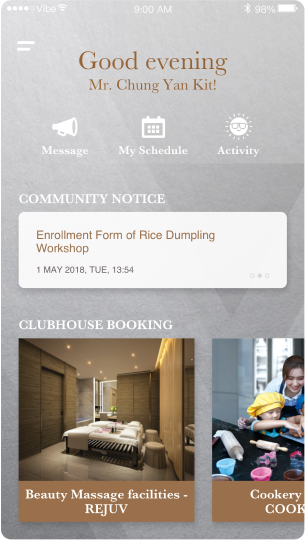 Vibe 9:00 AM 98%
Good evening
Mr. Chung Yan Kit!
Message My Schedule Activity
COMMUNITY NOTICE
Enrollment Form of Rice Dumpling
Workshop
1 MAY 2018, TUE, 13:54
CLUBHOUSE BOOKING
Beauty Massage facilities -
REJUV
Cookery
COOK